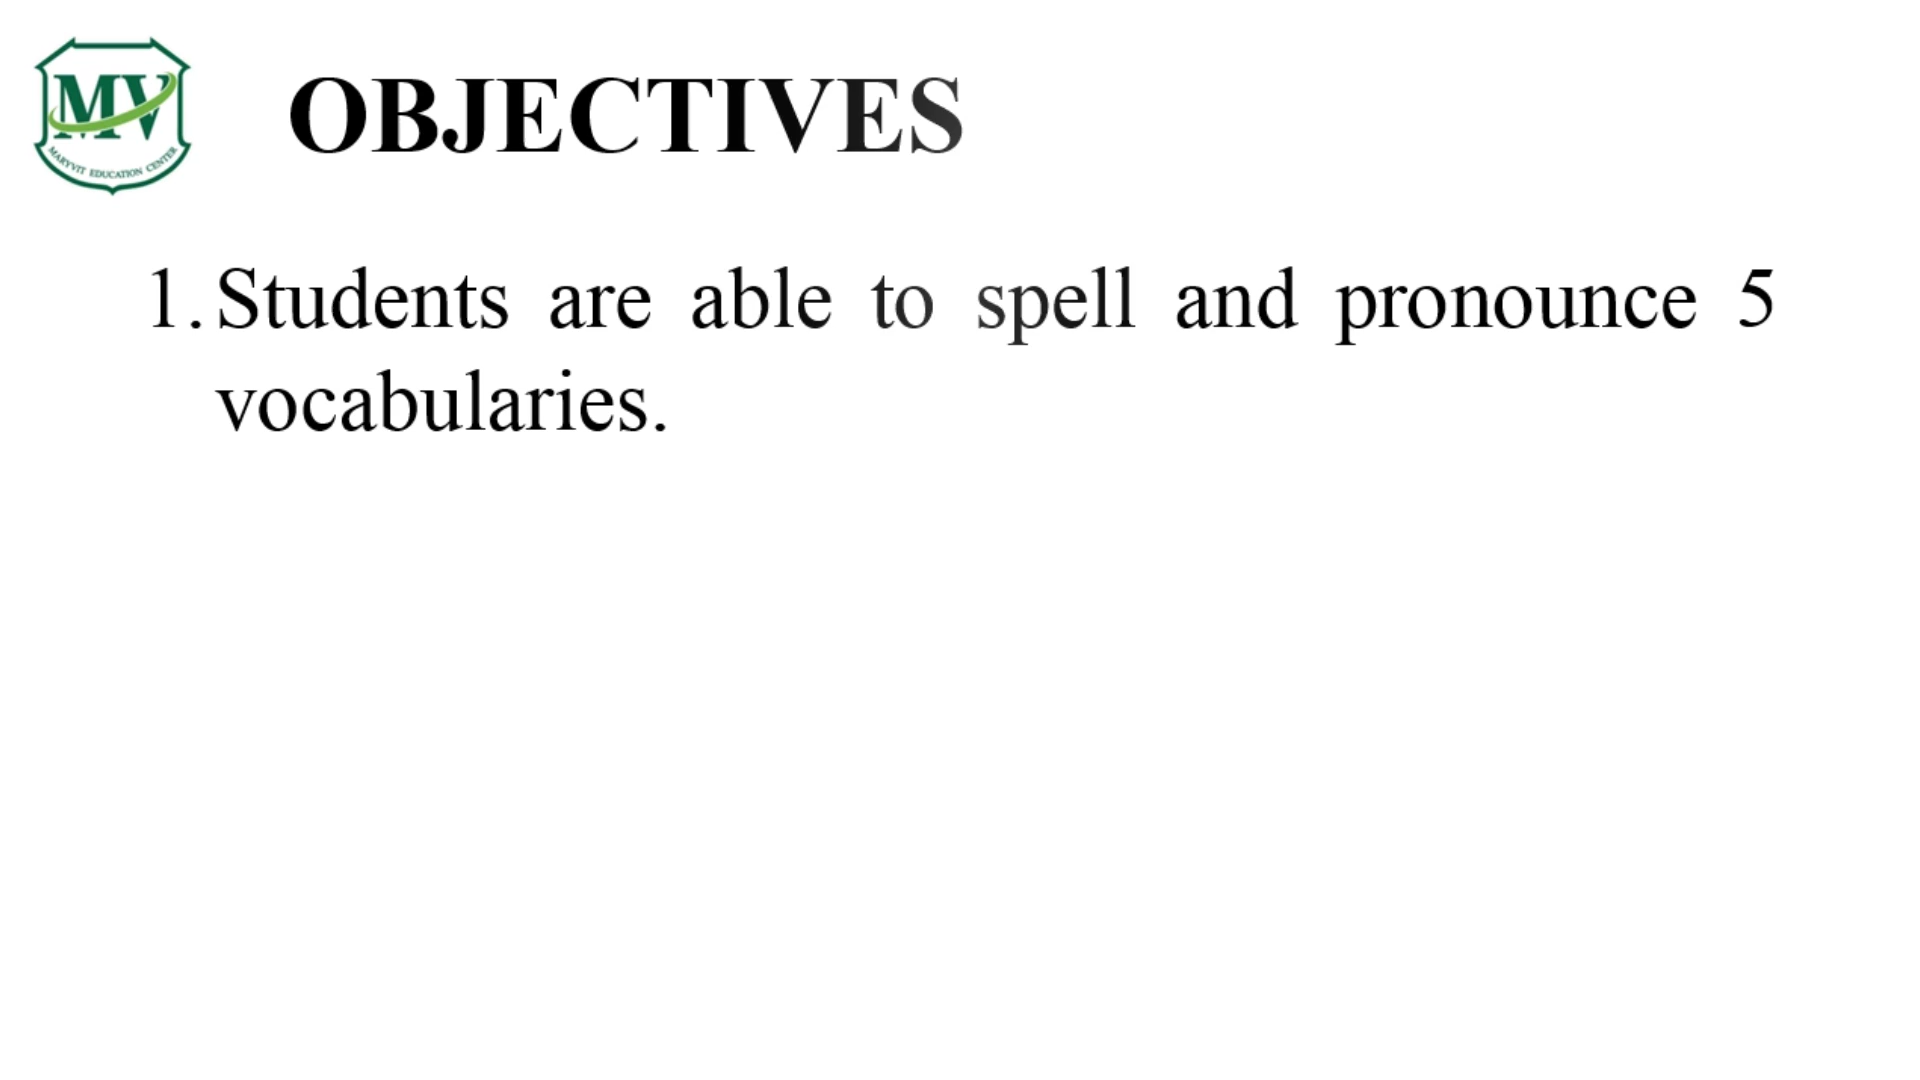 MV
MARYVIT EDUCATION CENTER
OBJECTIVES
1. Students are able to spell and pronounce 5
vocabularies.